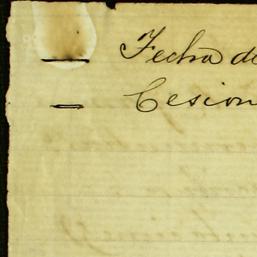 — Fecha de
— Cesion